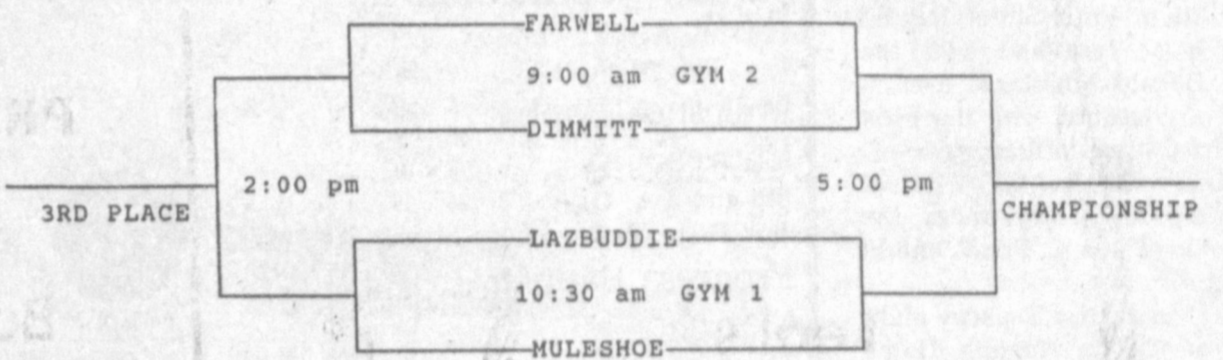 FARWELL
9:00 am GYM 2
DIMMITT
2:00 pm 5:00 pm
3RD PLACE CHAMPIONSHIP
LAZBUDDIE
10:30 am GYM 1
MULESHOE